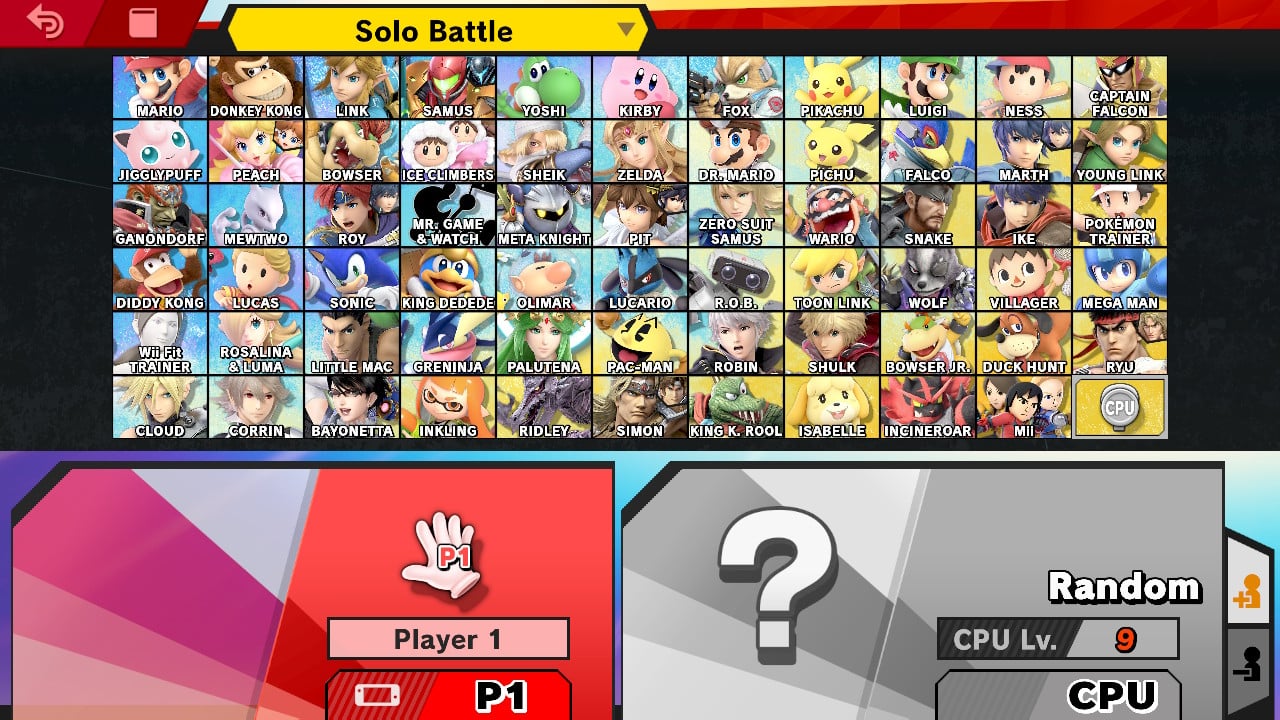 Solo Battle
MARIO
DONKEY KONG
LINK
SAMUS
YOSHI
KIRBY
FOX
PIKACHU
LUIGI
NESS
CAPTAIN
FALCON
JIGGLYPUFF
PEACH
BOWSER
ICE CLIMBERS
SHEIK
ZELDA
DR. MARIO
PICHU
FALCO
MARTH
YOUNG LINK
GANONDORF
MEWTWO
ROY
MR. GAME
& WATCH
META KNIGHT
PIT
ZERO SUIT
SAMUS
WARIO
SNAKE
IKE
POKÉMON
TRAINER
DIDDY KONG
LUCAS
SONIC
KING DEDEDE
OLIMAR
LUCARIO
R.O.B.
TOON LINK
WOLF
VILLAGER
MEGA MAN
Wii Fit
TRAINER
ROSALINA
& LUMA
LITTLE MAC
GRENINJA
PALUTENA
PAC-MAN
ROBIN
SHULK
BOWSER JR.
DUCK HUNT
RYU
CLOUD
CORRIN
BAYONETTA
INKLING
RIDLEY
SIMON
KING K. ROOL
ISABELLE
INCINEROAR
Mii
CPU
P1
Player 1
P1
Random
CPU Lv. 9
CPU